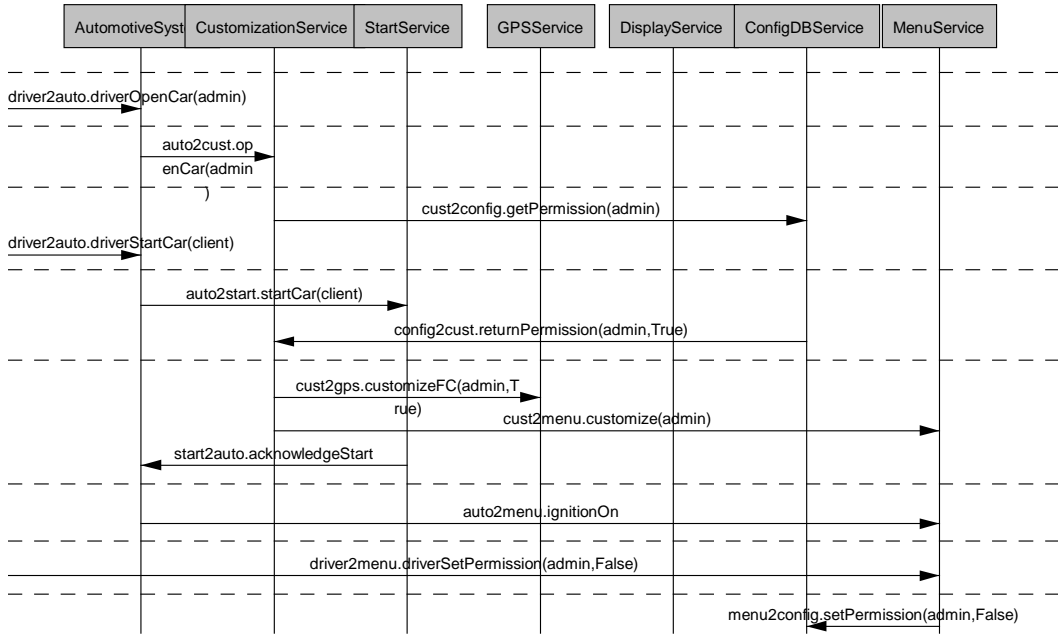 AutomotiveSyst
CustomizationService
StartService
GPSService
DisplayService
ConfigDBService
MenuService
driver2auto.driverOpenCar(admin)
auto2cust.op
enCar(admin
)
cust2config.getPermission(admin)
driver2auto.driverStartCar(client)
auto2start.startCar(client)
config2cust.returnPermission(admin,True)
cust2gps.customizeFC(admin,T
rue)
cust2menu.customize(admin)
start2auto.acknowledgeStart
auto2menu.ignitionOn
driver2menu.driverSetPermission(admin,False)
menu2config.setPermission(admin,False)